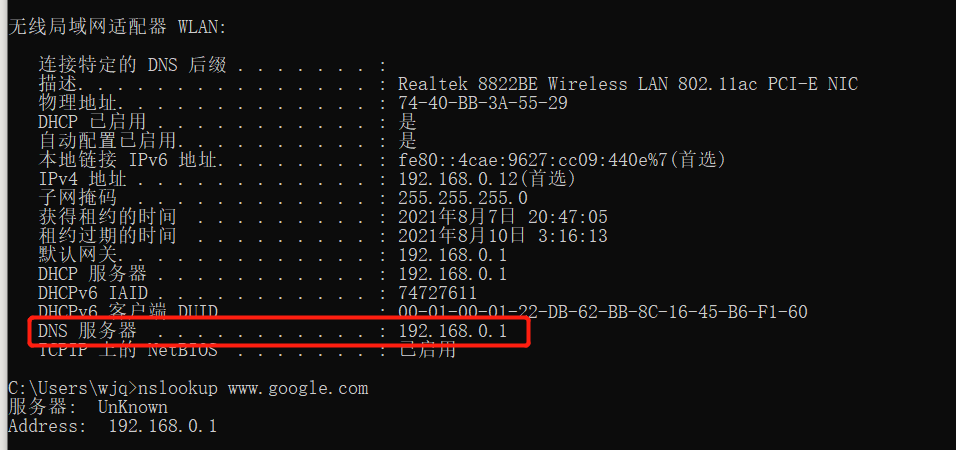 无线局域网适配器 WLAN:
连接特定的 DNS 后缀 . . . . . . . :
描述. . . . . . . . . . . . . . . : Realtek 8822BE Wireless LAN 802.11ac PCI-E NIC
物理地址. . . . . . . . . . . . . : 74-40-BB-3A-55-29
DHCP 已启用 . . . . . . . . . . . : 是
自动配置已启用. . . . . . . . . . : 是
本地链接 IPv6 地址. . . . . . . . : fe80::4cae:9627:cc09:440e%7(首选)
IPv4 地址 . . . . . . . . . . . . : 192.168.0.12(首选)
子网掩码  . . . . . . . . . . . . : 255.255.255.0
获得租约的时间  . . . . . . . . . : 2021年8月7日 20:47:05
租约过期的时间  . . . . . . . . . : 2021年8月10日 3:16:13
默认网关. . . . . . . . . . . . . : 192.168.0.1
DHCP 服务器 . . . . . . . . . . . : 192.168.0.1
DHCPv6 IAID . . . . . . . . . . . : 74727611
DHCPv6 客户端 DUID  . . . . . . . : 00-01-00-01-22-DB-62-BB-8C-16-45-B6-F1-60
DNS 服务器  . . . . . . . . . . . : 192.168.0.1
TCPIP 上的 NetBIOS  . . . . . . . : 已启用
C:\Users\wjq>nslookup www.google.com
服务器:  UnKnown
Address:  192.168.0.1